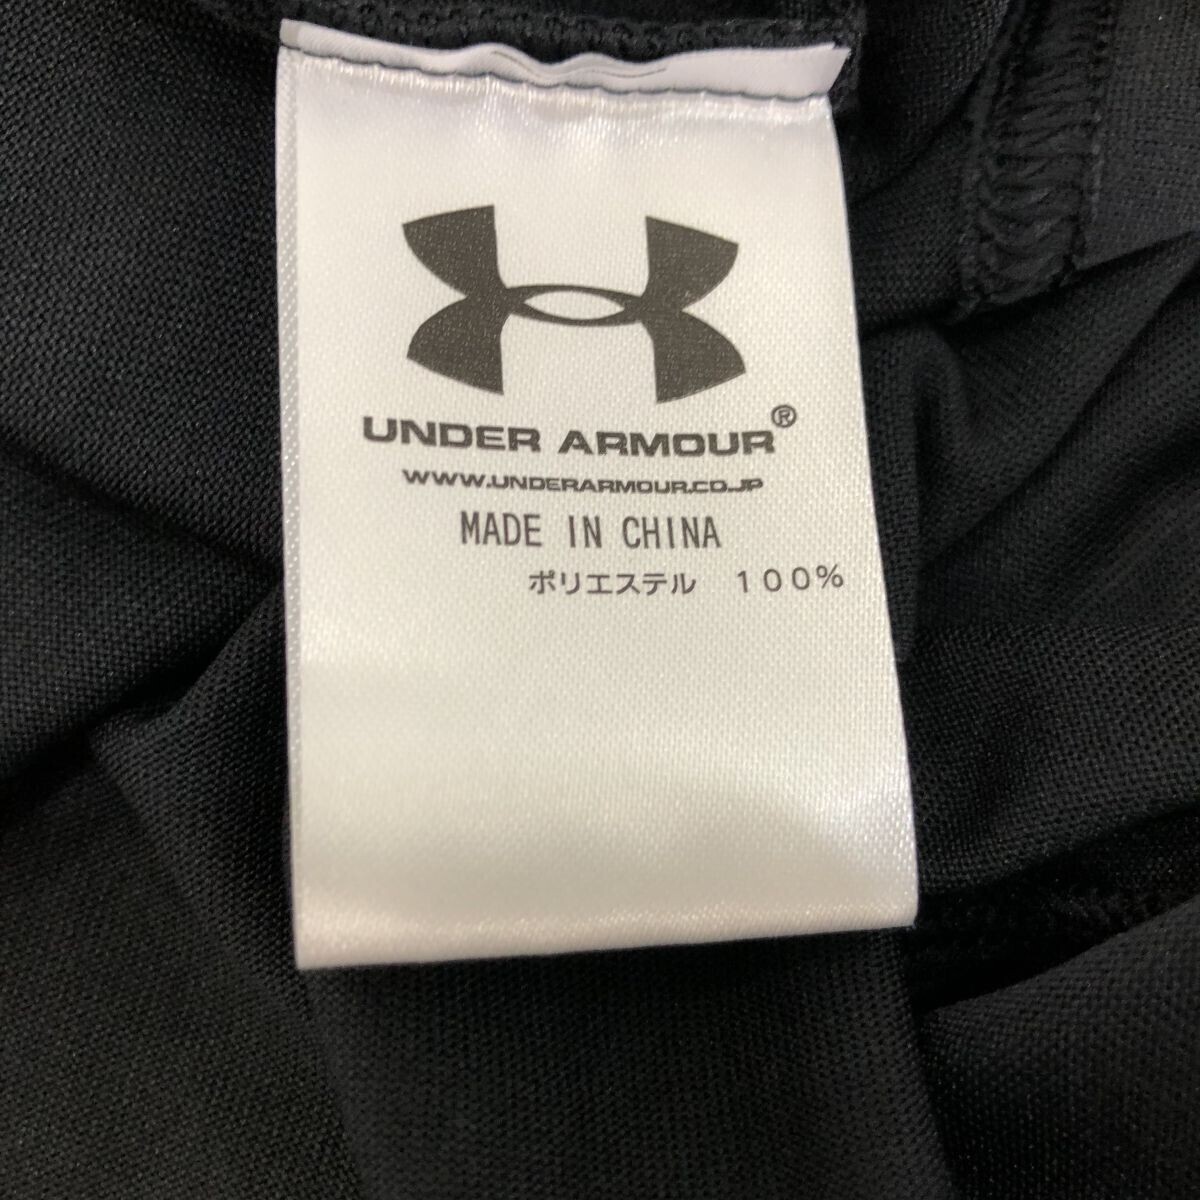 UNDER ARMOUR®
WWW.UNDERARMOUR.CO.JP
MADE IN CHINA
ポリエステル　１００％